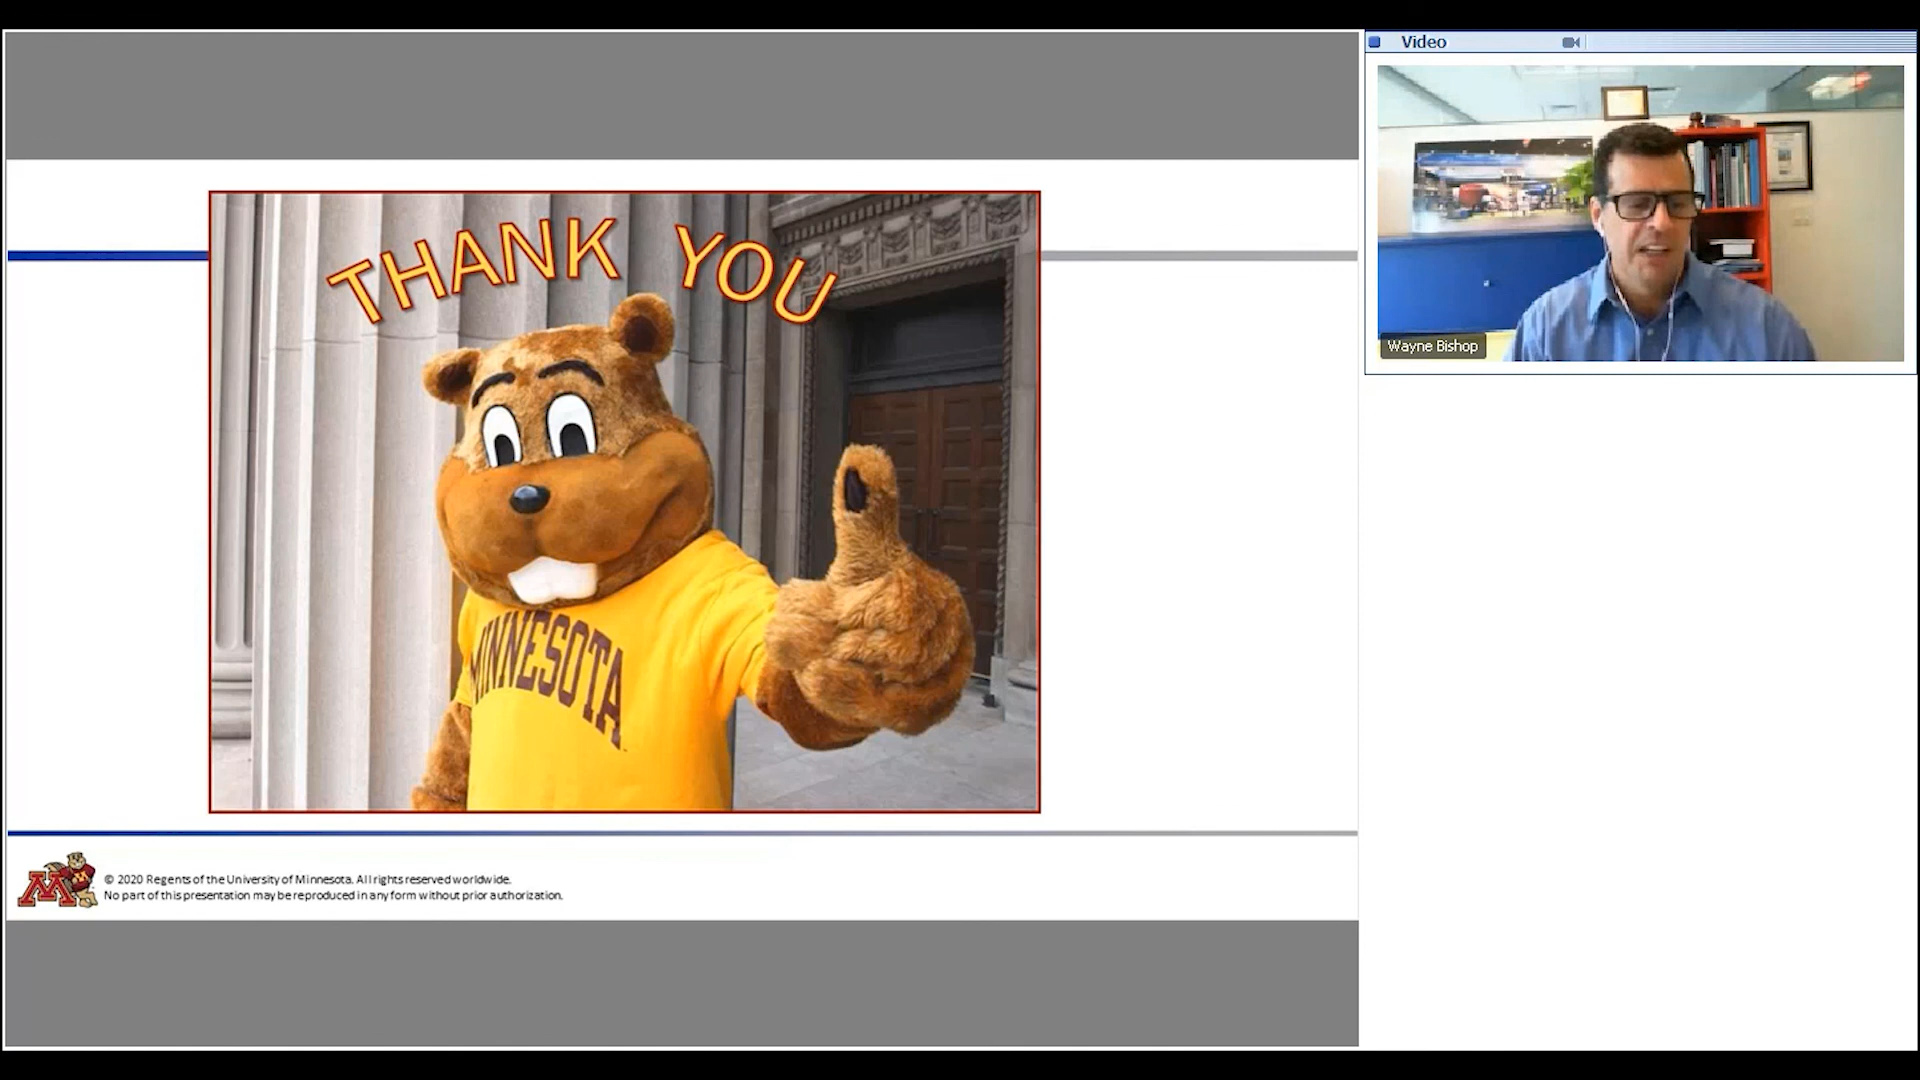 THANK YOU
MINNESOTA
M
© 2020 Regents of the University of Minnesota. All rights reserved worldwide.
No part of this presentation may be reproduced in any form without prior authorization.
Video
Wayne Bishop